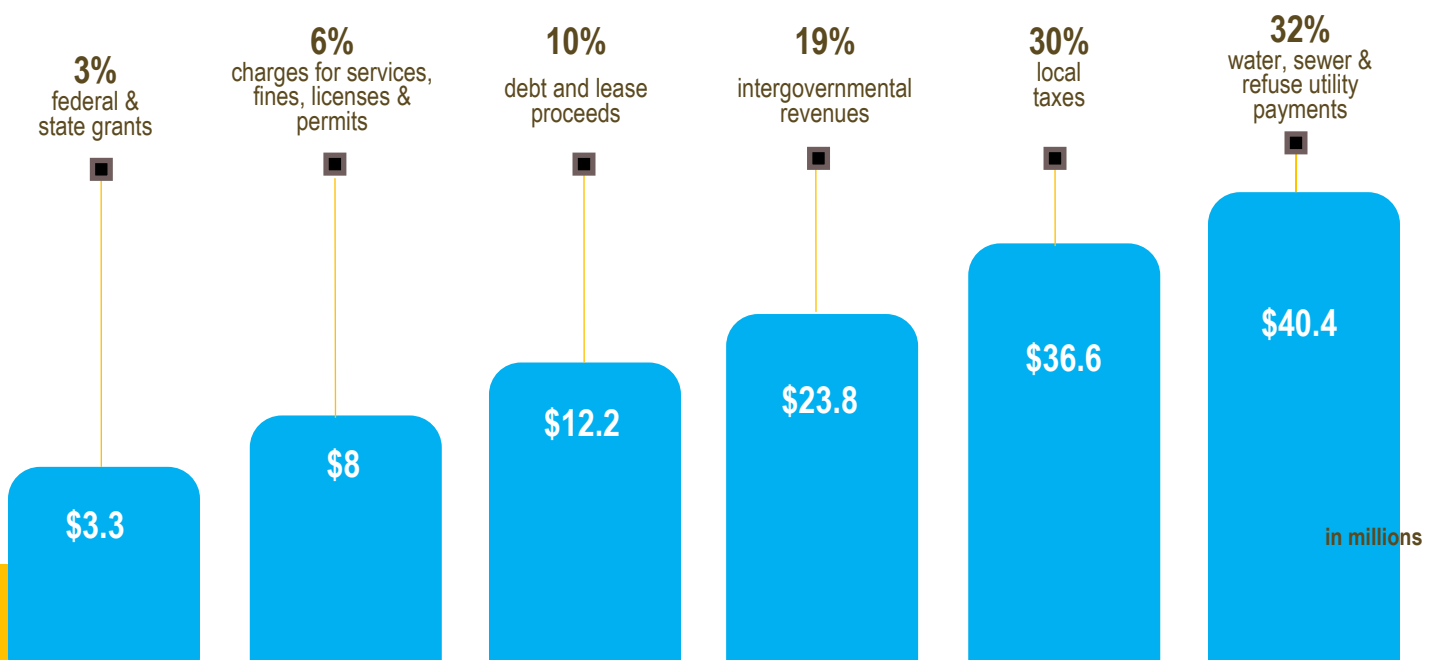 3%
federal &
state grants
6%
charges for services,
fines, licenses &
permits
10%
debt and lease
proceeds
19%
intergovernmental
revenues
30%
local
taxes
32%
water, sewer &
refuse utility
payments
$3.3
$8
$12.2
$23.8
$36.6
$40.4
in millions